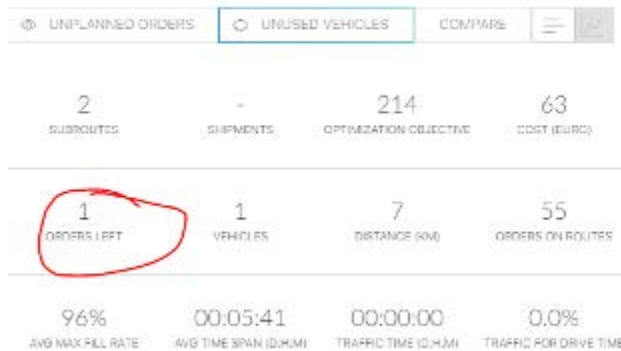 UNPLANNED ORDERS UNUSED VEHICLES COMPARE
2 - 214 63
SUBROUTES SHIPMENTS OPTIMIZATION OBJECTIVE COST (EURO)
1 1 7 55
ORDERS LEFT VEHICLES DISTANCE (KM) ORDERS ON ROUTES
96% 00:05:41 00:00:00 0.0%
AVG MAX FILL RATE AVG TIME SPAN (D:H:M) TRAFFIC TIME (D:H:M) TRAFFIC FOR DRIVE TIME